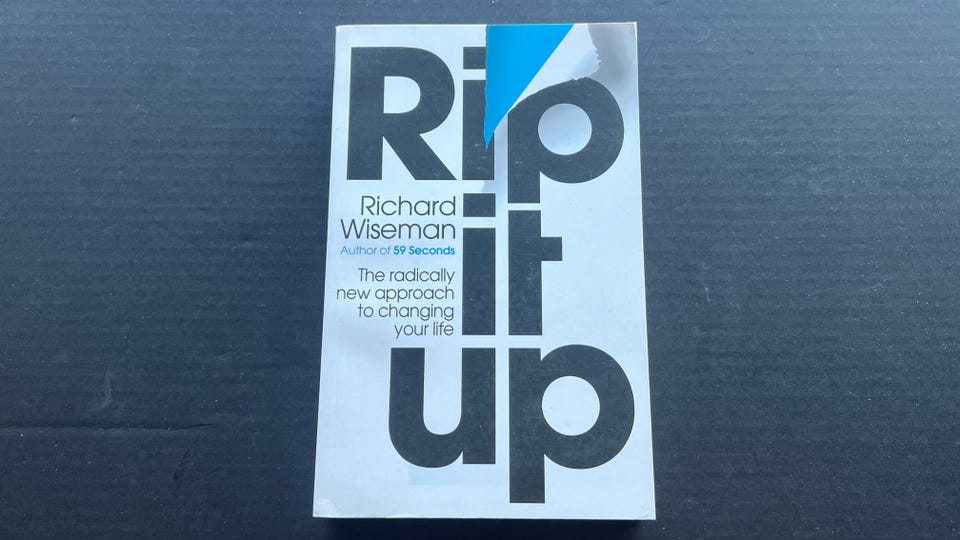 Rip
Richard
Wiseman
Author of 59 Seconds
it
The radically
new approach
to changing
your life
up